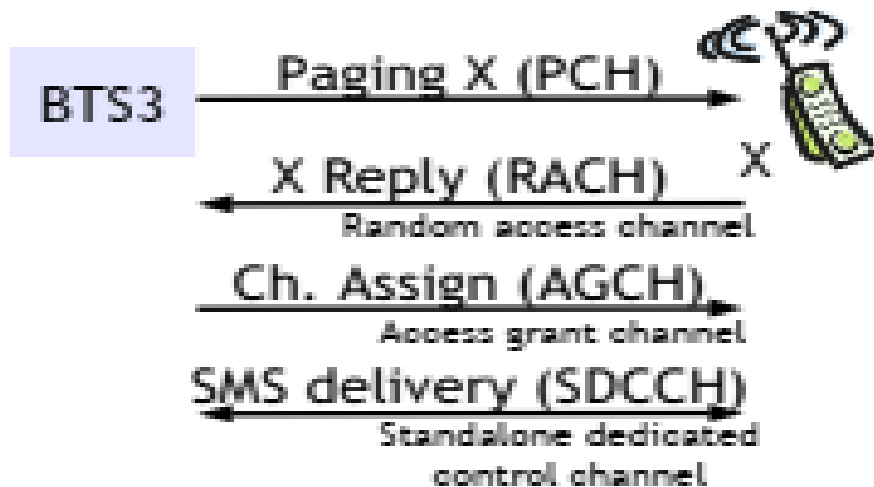 Paging X (PCH)
BTS3
X
X Reply (RACH)
Random access channel
Ch. Assign (AGCH)
Access grant channel
SMS delivery (SDCCH)
Standalone dedicated
control channel